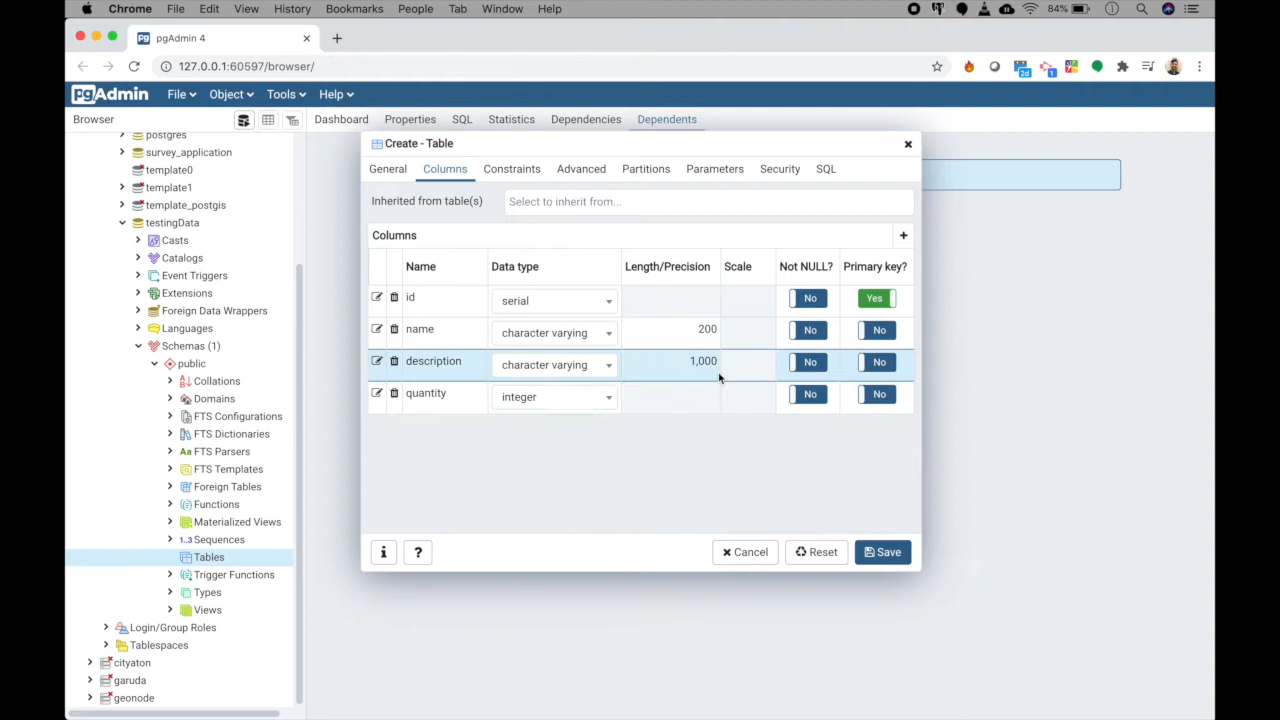 Chrome File Edit View History Bookmarks People Tab Window Help 84%
pgAdmin 4
127.0.0.1:60597/browser/
2d 1
pgAdmin File Object Tools Help
Browser
Dashboard Properties SQL Statistics Dependencies Dependents
postgres
survey_application
template0
template1
template_postgis
testingData
Casts
Catalogs
Event Triggers
Extensions
Foreign Data Wrappers
Languages
Schemas (1)
public
Collations
Domains
FTS Configurations
FTS Dictionaries
FTS Parsers
FTS Templates
Foreign Tables
Functions
Materialized Views
1..3 Sequences
Tables
Trigger Functions
Types
Views
Login/Group Roles
Tablespaces
cityaton
garuda
geonode
Create - Table
General Columns Constraints Advanced Partitions Parameters Security SQL
Inherited from table(s) Select to inherit from...
Columns
Name Data type Length/Precision Scale Not NULL? Primary key?
id serial No Yes
name character varying 200 No No
description character varying 1,000 No No
quantity integer No No
i ? Cancel Reset Save